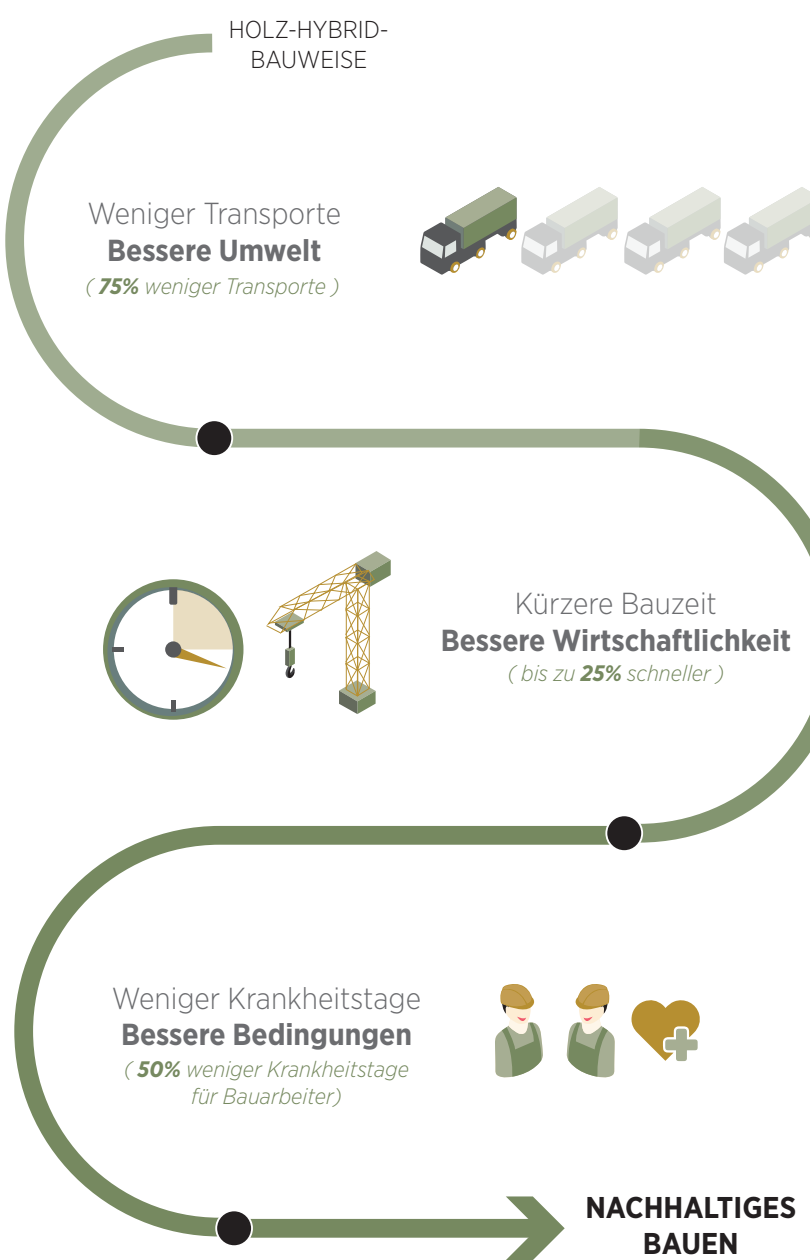 HOLZ-HYBRID-
BAUWEISE
Weniger Transporte
Bessere Umwelt
( 75% weniger Transporte )
Kürzere Bauzeit
Bessere Wirtschaftlichkeit
( bis zu 25% schneller )
Weniger Krankheitstage
Bessere Bedingungen
( 50% weniger Krankheitstage
für Bauarbeiter)
NACHHALTIGES
BAUEN